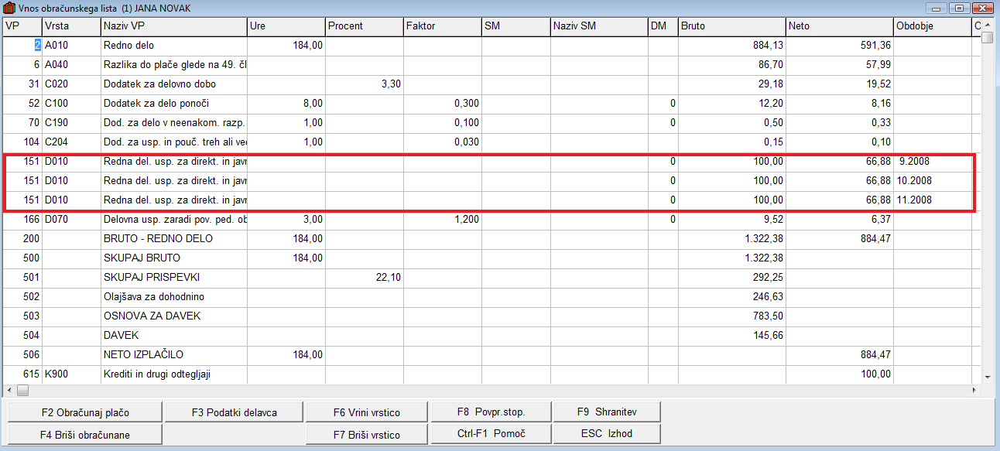 Vnos obračunskega lista (1) JANA NOVAK
VP Vrsta Naziv VP Ure Procent Faktor SM Naziv SM DM Bruto Neto Obdobje
2 A010 Redno delo 184,00 884,13 591,36
6 A040 Razlika do plače glede na 49. čl
31 C020 Dodatek za delovno dobo 3,30 29,18 19,52
52 C100 Dodatek za delo ponoči 8,00 0,300 0 12,20 8,16
70 C190 Dod. za delo v neenakom. razp. 1,00 0,100 0 0,50 0,33
104 C204 Dod. za usp. in pouč. treh ali več 1,00 0,030 0,15 0,10
151 D010 Redna del. usp. za direkt. in javn 0 100,00 66,88 9.2008
151 D010 Redna del. usp. za direkt. in javn 0 100,00 66,88 10.2008
151 D010 Redna del. usp. za direkt. in javn 0 100,00 66,88 11.2008
166 D070 Delovna usp. zaradi pov. ped. ob 3,00 1,200 0 9,52 6,37
200 BRUTO - REDNO DELO 184,00 1.322,38 884,47
500 SKUPAJ BRUTO 184,00 1.322,38
501 SKUPAJ PRISPEVKI 22,10 292,25
502 Olajšava za dohodnino 246,63
503 OSNOVA ZA DAVEK 783,50
504 DAVEK 145,66
506 NETO IZPLAČILO 184,00 884,47
615 K900 Krediti in drugi odtegljaji 100,00
F2 Obračunaj plačo F3 Podatki delavca F6 Vrini vrstico F8 Povpr.stop. F9 Shranitev
F4 Briši obračunane F7 Briši vrstico Ctrl-F1 Pomoč ESC Izhod